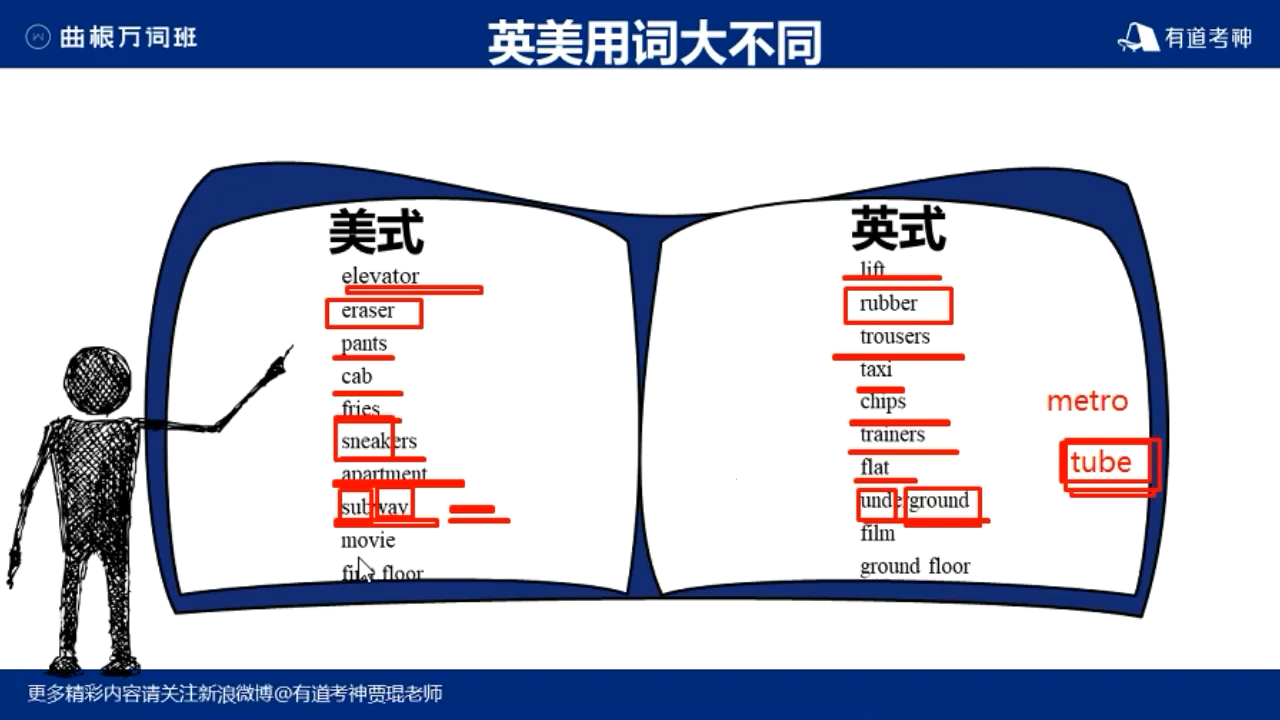 曲根万词班
英美用词大不同
有道考神
美式
elevator
eraser
pants
cab
fries
sneakers
apartment
subway
movie
first floor
英式
lift
rubber
trousers
taxi
chips
trainers
flat
underground
film
ground floor
metro
tube
更多精彩内容请关注新浪微博@有道考神贾琨老师